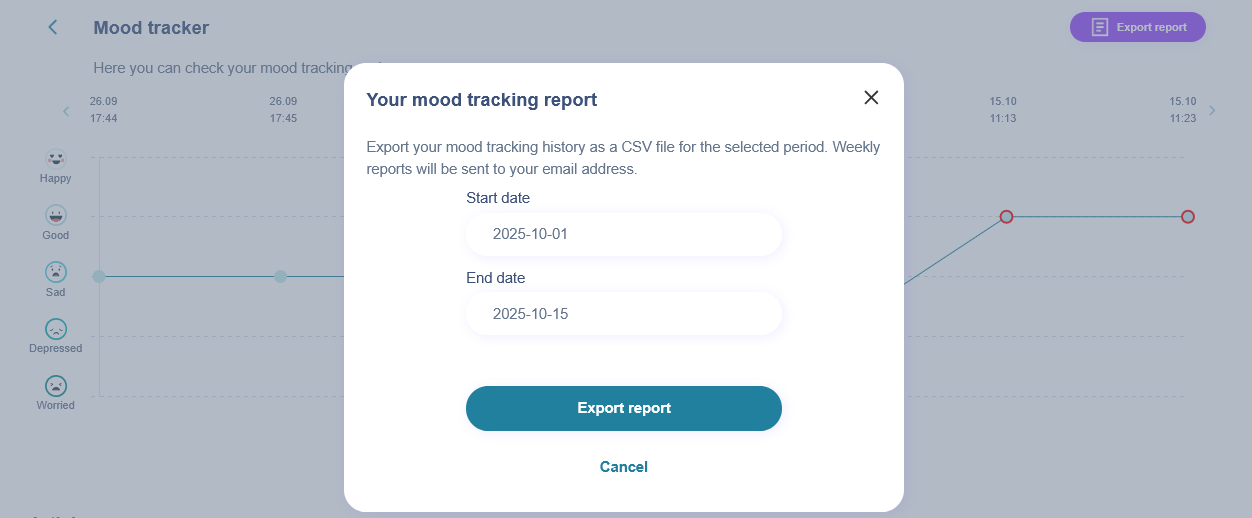 Mood tracker
Export report
Here you can check your mood tracking
26.09
17:44
26.09
17:45
15.10
11:13
15.10
11:23
Happy
Good
Sad
Depressed
Worried
Your mood tracking report
Export your mood tracking history as a CSV file for the selected period. Weekly
reports will be sent to your email address.
Start date
2025-10-01
End date
2025-10-15
Export report
Cancel